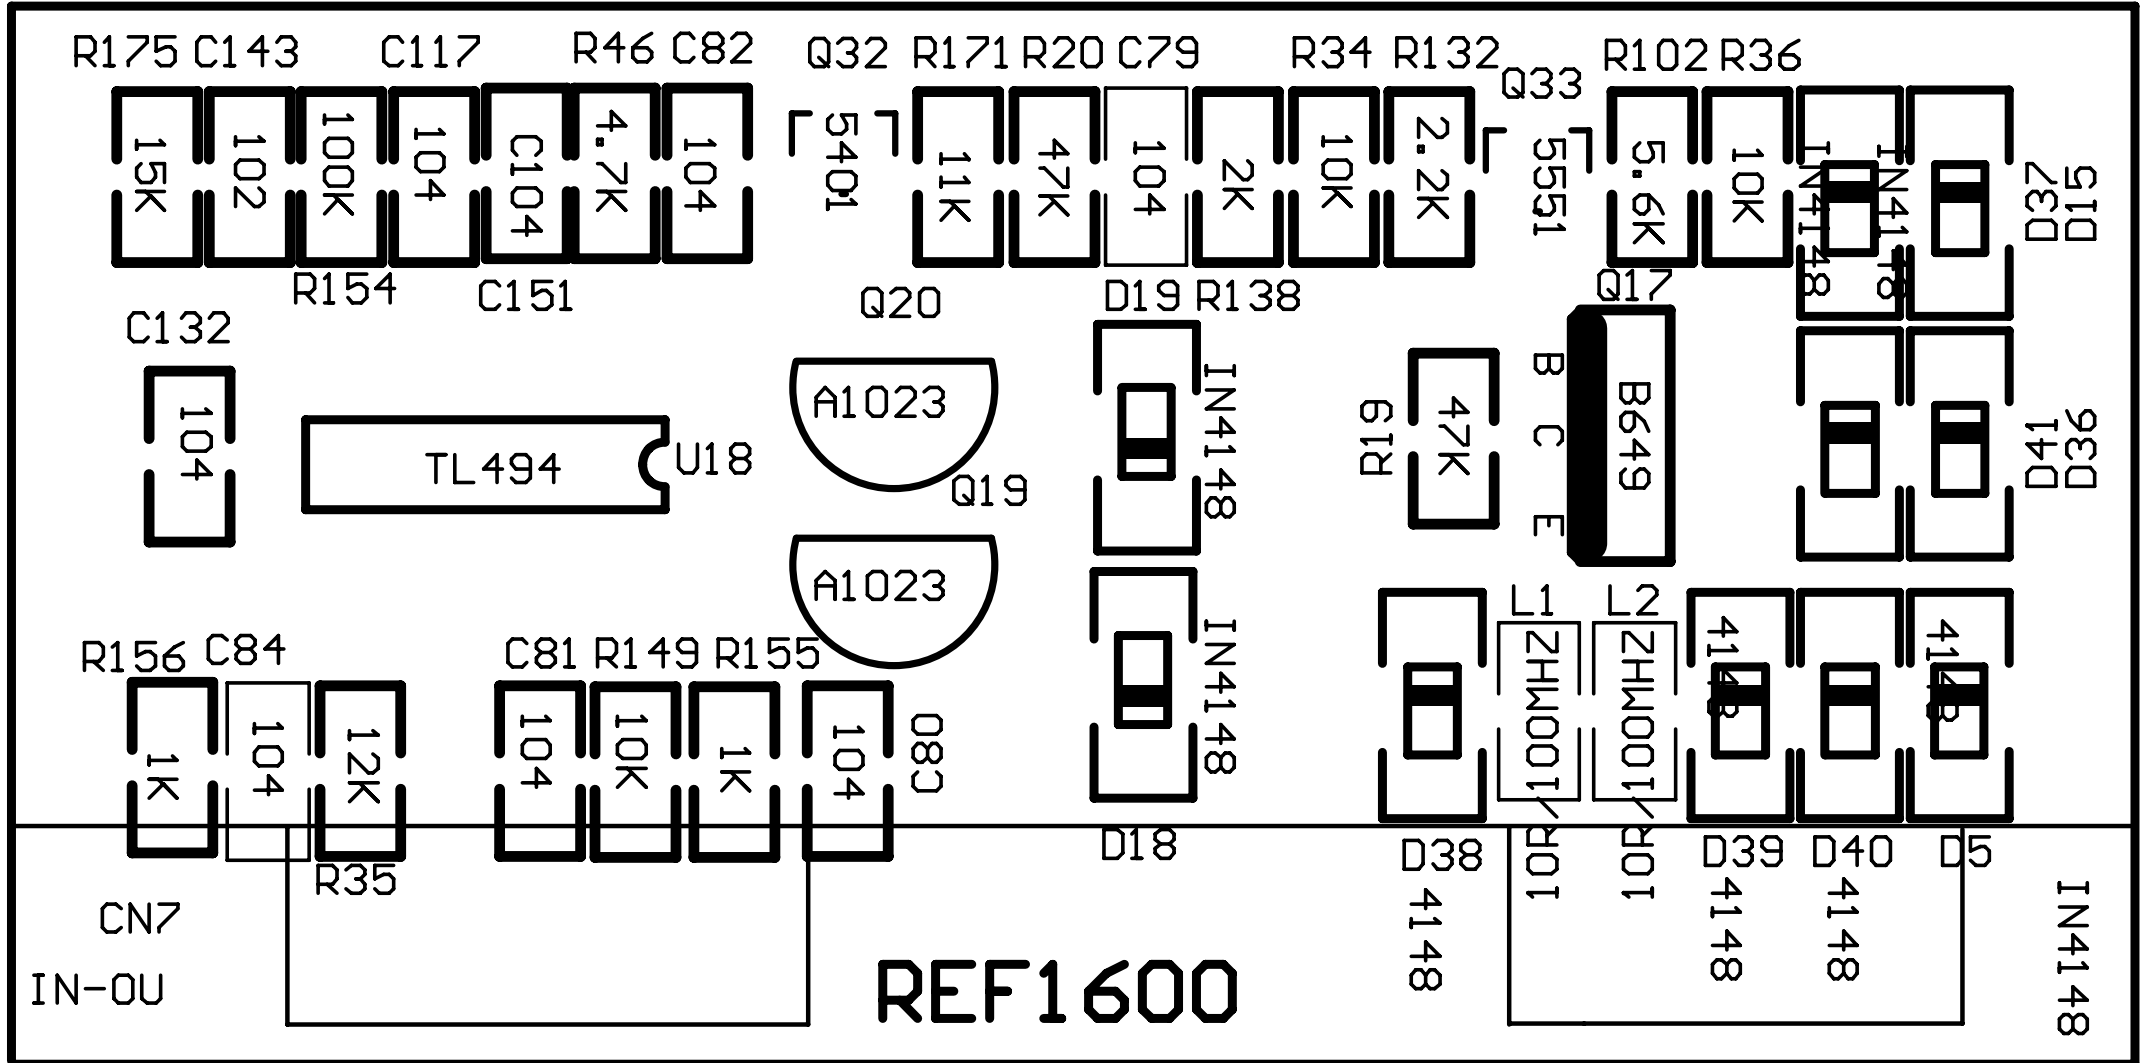 R175 C143 C117 R46 C82 Q32 R171 R20 C79 R34 R132 Q33 R102 R36
15K 102 100K 104 C104 4.7K 104 5401 11K 47K 104 2K 10K 2.2K 5551 5.6K 10K IN4148 IN4148 D37 D15
R154 C151 Q20 D19 R138 Q17
C132
104 TL494 U18 A1023 IN4148 R19 47K B C E B649 D41 D36
Q19
A1023 IN4148 L1 L2
R156 C84 C81 R149 R155
1K 104 12K 104 10K 1K 104 C80 ZHW001/R01 ZHW001/R01 4148 4148
R35 D18 D38 D39 D40 D5
CN7 4148 4148 4148 IN4148
IN-OU REF1600